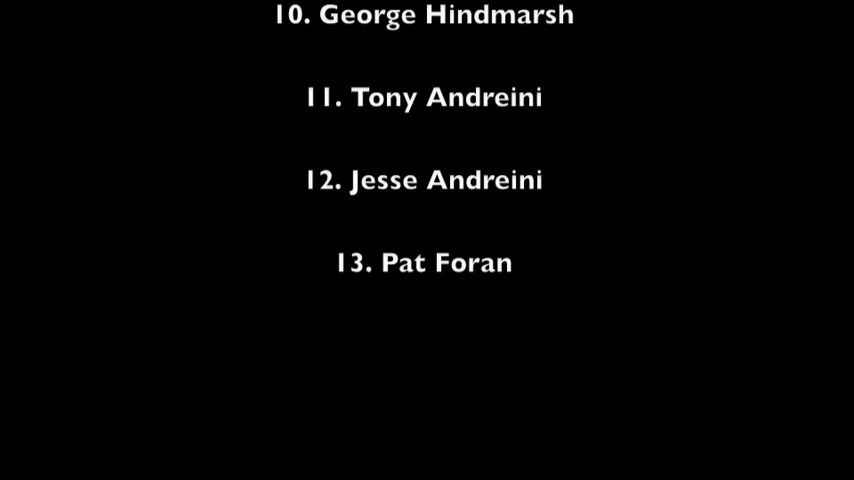 10. George Hindmarsh
11. Tony Andreini
12. Jesse Andreini
13. Pat Foran